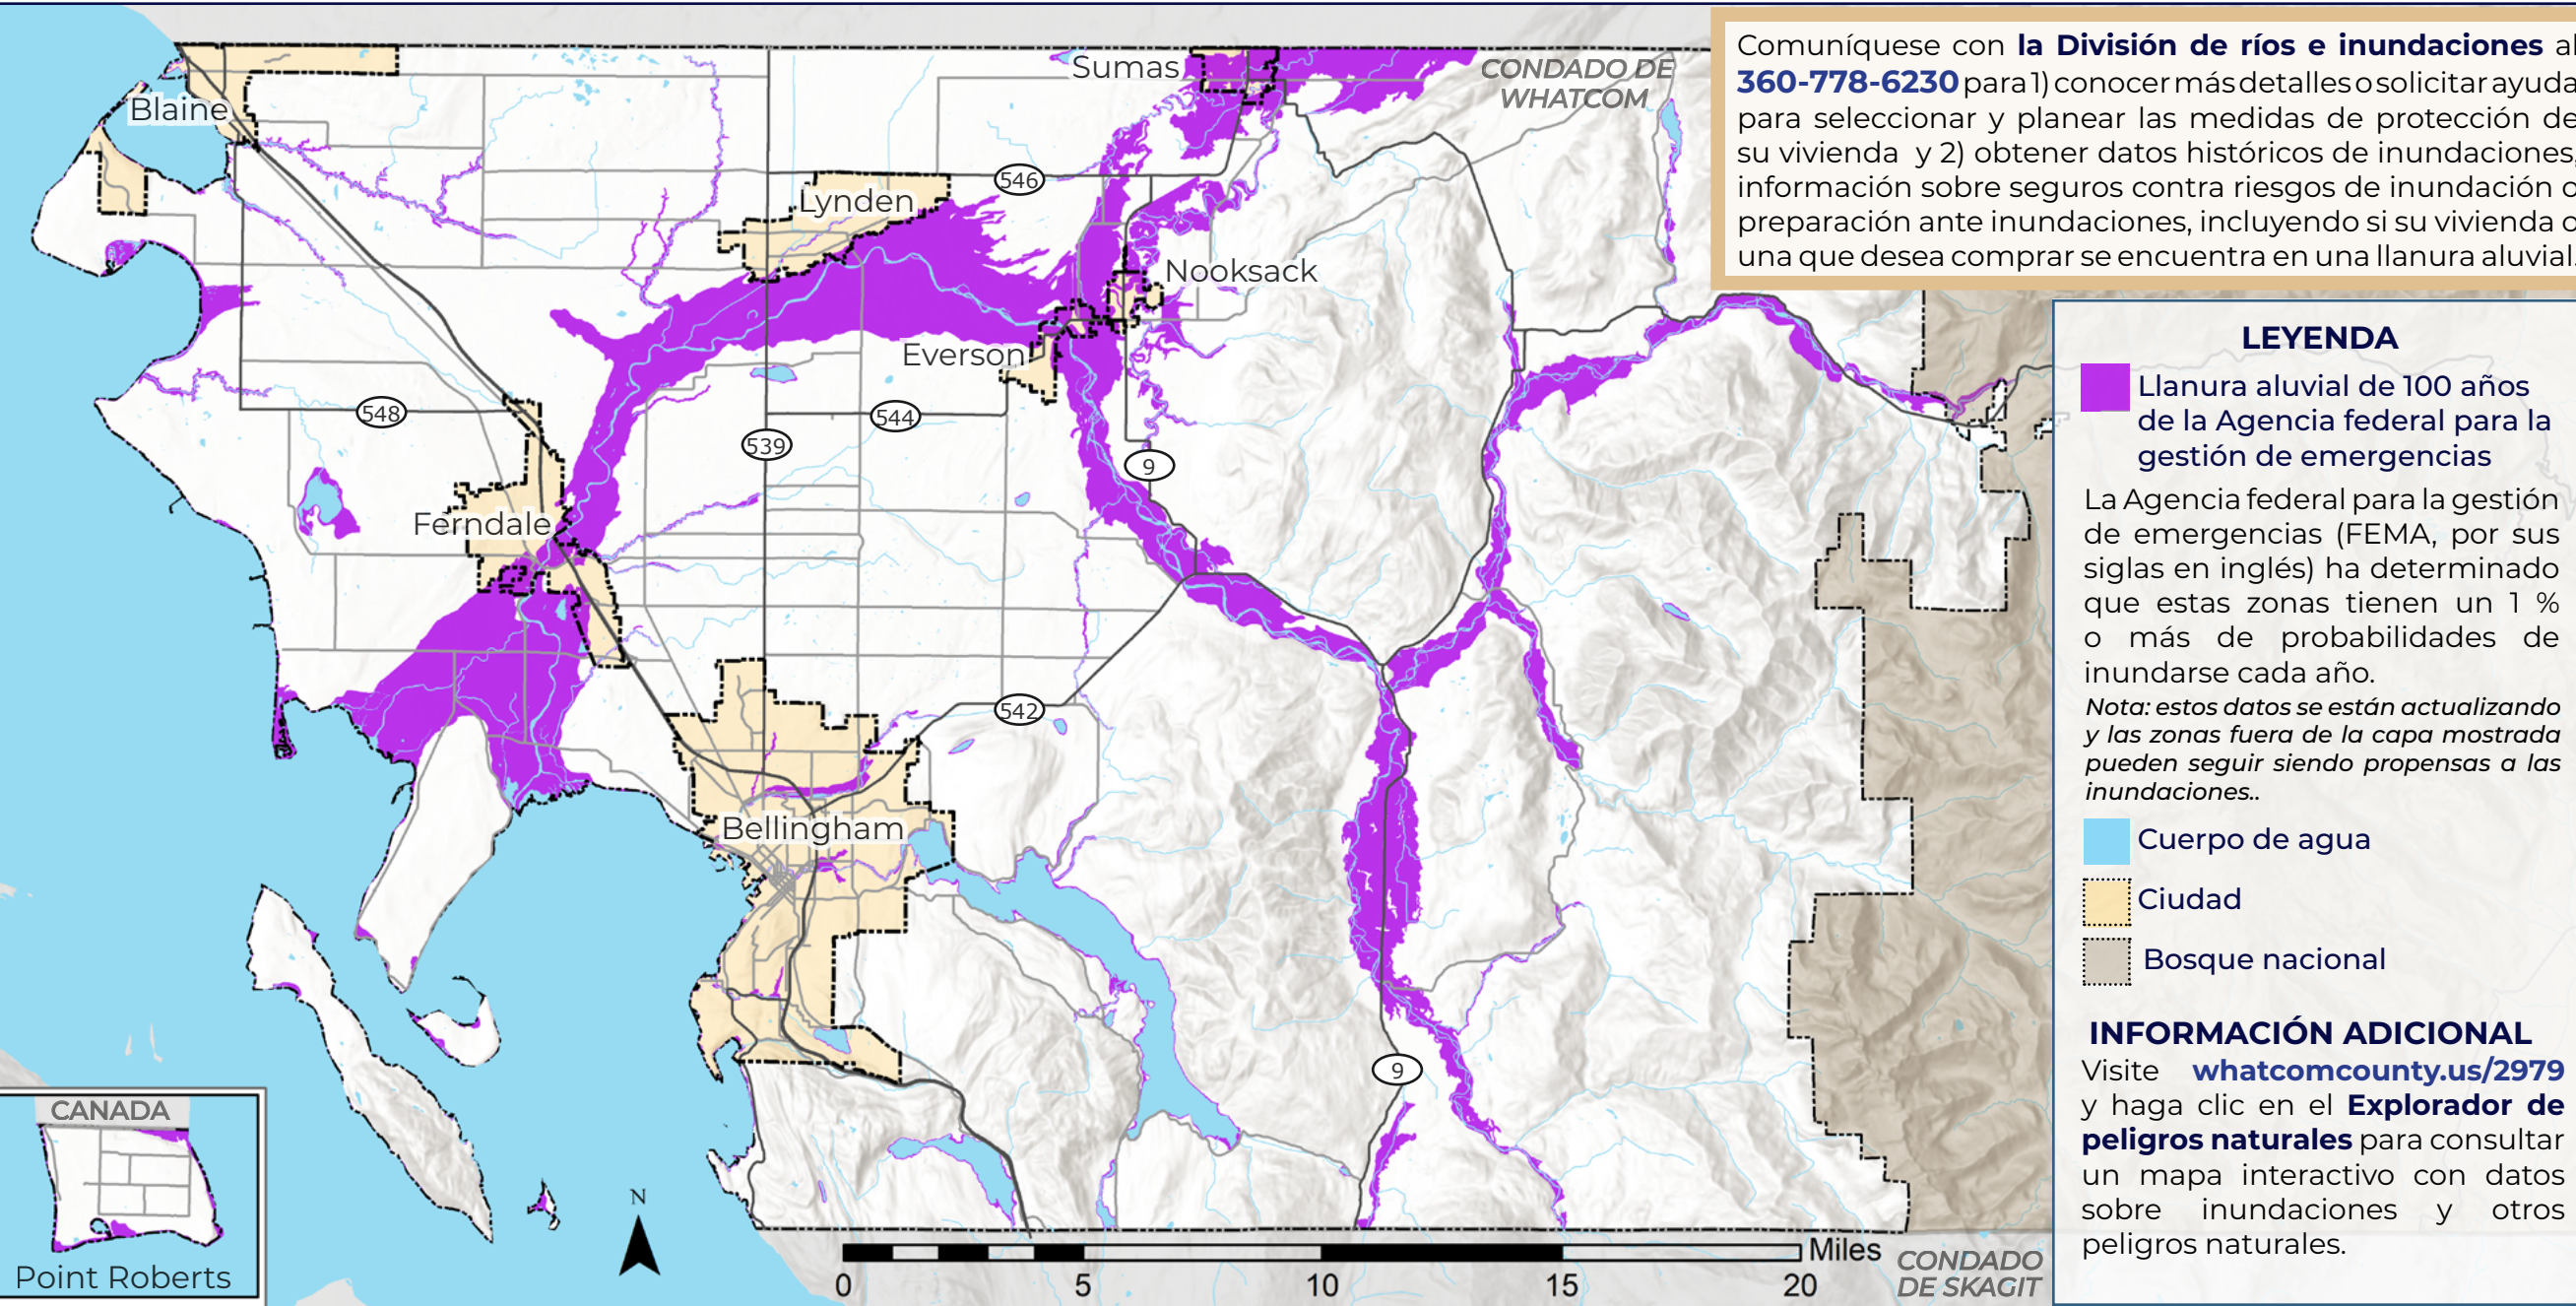 Comuníquese con la División de ríos e inundaciones al
360-778-6230 para 1) conocer más detalles o solicitar ayuda
para seleccionar y planear las medidas de protección de
su vivienda y 2) obtener datos históricos de inundaciones,
información sobre seguros contra riesgos de inundación o
preparación ante inundaciones, incluyendo si su vivienda o
una que desea comprar se encuentra en una llanura aluvial.
Sumas
CONDADO DE
WHATCOM
Blaine
546
Lynden
Nooksack
Everson
548
544
539
9
Ferndale
542
Bellingham
9
CANADA
Point Roberts
N
Miles
0 5 10 15 20
CONDADO
DE SKAGIT
LEYENDA
Llanura aluvial de 100 años
de la Agencia federal para la
gestión de emergencias
La Agencia federal para la gestión
de emergencias (FEMA, por sus
siglas en inglés) ha determinado
que estas zonas tienen un 1 %
o más de probabilidades de
inundarse cada año.
Nota: estos datos se están actualizando
y las zonas fuera de la capa mostrada
pueden seguir siendo propensas a las
inundaciones..
Cuerpo de agua
Ciudad
Bosque nacional
INFORMACIÓN ADICIONAL
Visite whatcomcounty.us/2979
y haga clic en el Explorador de
peligros naturales para consultar
un mapa interactivo con datos
sobre inundaciones y otros
peligros naturales.